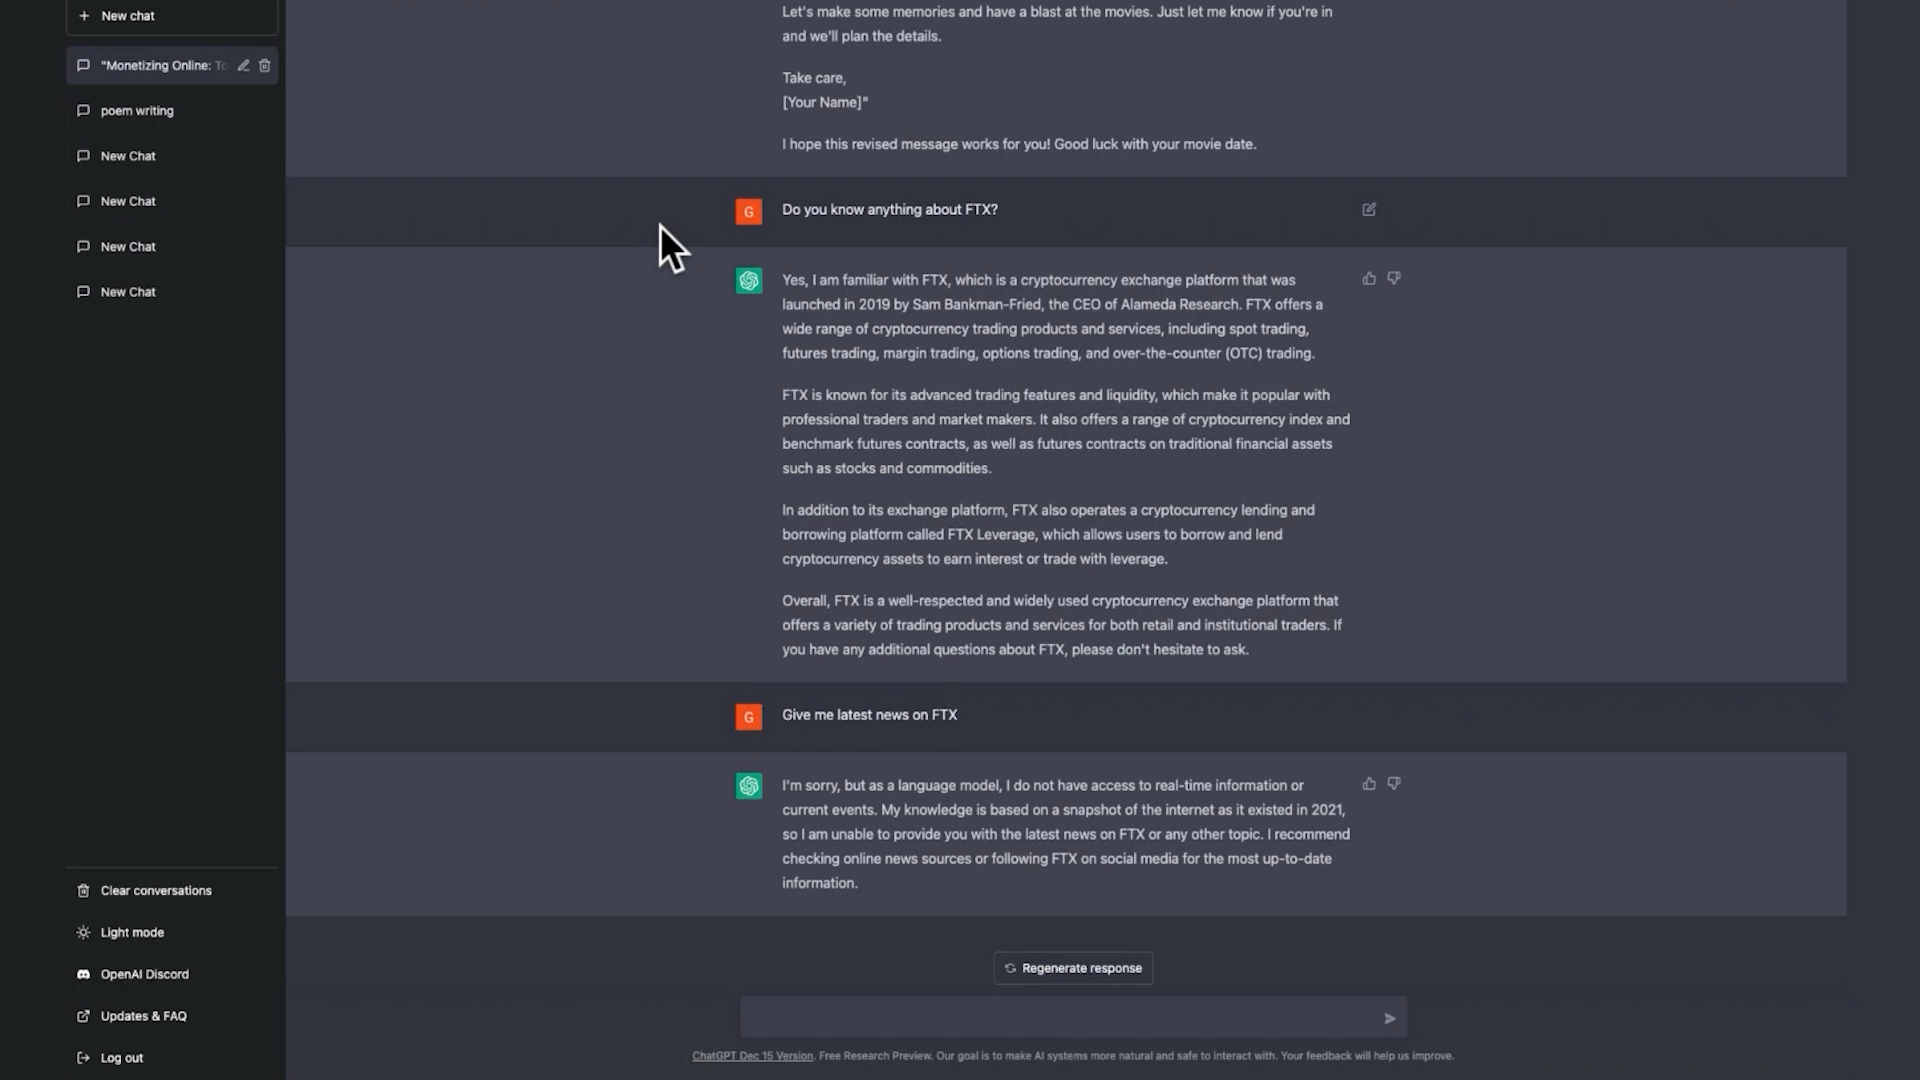 New chat
"Monetizing Online:
poem writing
New Chat
New Chat
New Chat
New Chat
Clear conversations
Light mode
OpenAI Discord
Updates & FAQ
Log out
Let's make some memories and have a blast at the movies. Just let me know if you're in
and we'll plan the details.
Take care,
[Your Name]"
I hope this revised message works for you! Good luck with your movie date.
G
Do you know anything about FTX?
Yes, I am familiar with FTX, which is a cryptocurrency exchange platform that was
launched in 2019 by Sam Bankman-Fried, the CEO of Alameda Research. FTX offers a
wide range of cryptocurrency trading products and services, including spot trading,
futures trading, margin trading, options trading, and over-the-counter (OTC) trading.
FTX is known for its advanced trading features and liquidity, which make it popular with
professional traders and market makers. It also offers a range of cryptocurrency index and
benchmark futures contracts, as well as futures contracts on traditional financial assets
such as stocks and commodities.
In addition to its exchange platform, FTX also operates a cryptocurrency lending and
borrowing platform called FTX Leverage, which allows users to borrow and lend
cryptocurrency assets to earn interest or trade with leverage.
Overall, FTX is a well-respected and widely used cryptocurrency exchange platform that
offers a variety of trading products and services for both retail and institutional traders. If
you have any additional questions about FTX, please don't hesitate to ask.
G
Give me latest news on FTX
I'm sorry, but as a language model, I do not have access to real-time information or
current events. My knowledge is based on a snapshot of the internet as it existed in 2021,
so I am unable to provide you with the latest news on FTX or any other topic. I recommend
checking online news sources or following FTX on social media for the most up-to-date
information.
Regenerate response
ChatGPT Dec 15 Version. Free Research Preview. Our goal is to make AI systems more natural and safe to interact with. Your feedback will help us improve.